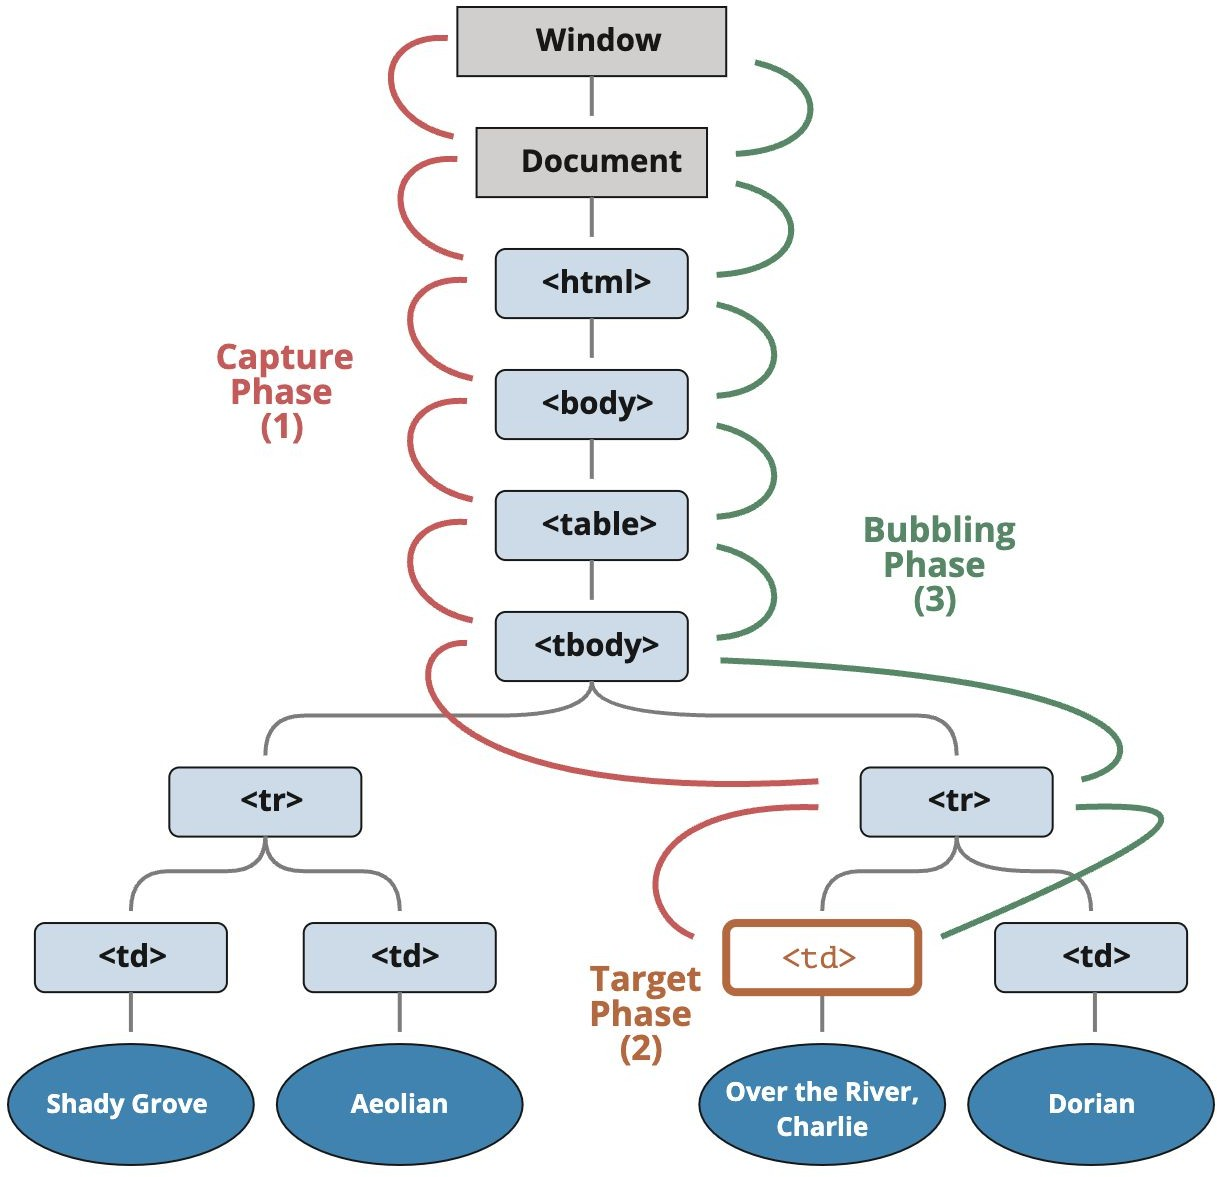 Window
Document
<html>
Capture
Phase
(1)
<body>
<table>
Bubbling
Phase
(3)
<tbody>
<tr>
<tr>
<td>
<td>
<td>
<td>
Target
Phase
(2)
Shady Grove
Aeolian
Over the River,
Charlie
Dorian